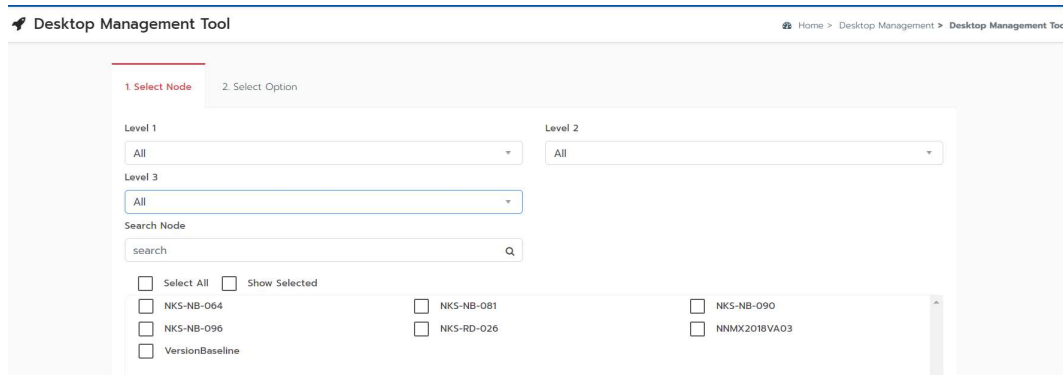 Desktop Management Tool
Home > Desktop Management > Desktop Management Too
1. Select Node 2. Select Option
Level 1 Level 2
All All
Level 3
All
Search Node
search
Select All Show Selected
NKS-NB-064 NKS-NB-081 NKS-NB-090
NKS-NB-096 NKS-RD-026 NNMX2018VA03
VersionBaseline